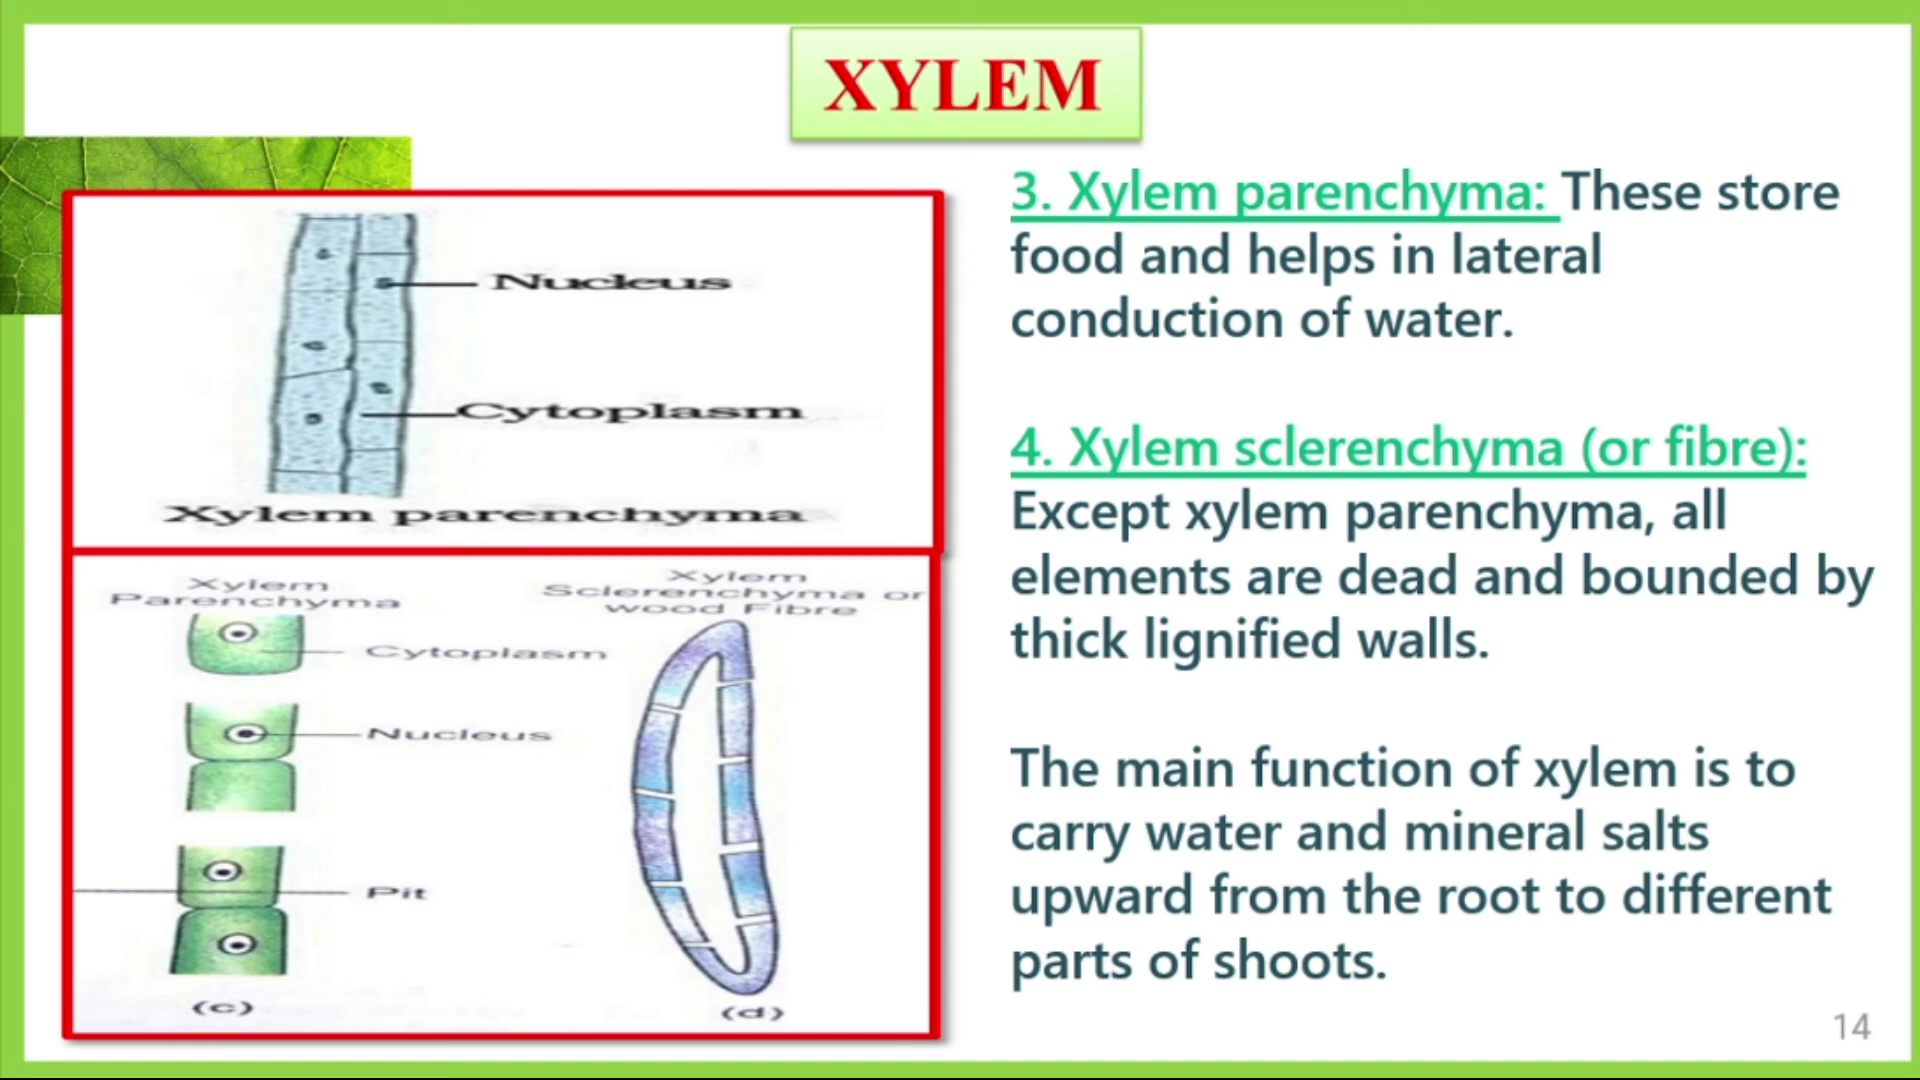 XYLEM
Nucleus
Cytoplasm
Xylem parenchyma
Xylem
Parenchyma
Cytoplasm
Nucleus
Pit
(c)
Xylem
Sclerenchyma or
wood Fibre
(d)
3. Xylem parenchyma: These store
food and helps in lateral
conduction of water.
4. Xylem sclerenchyma (or fibre):
Except xylem parenchyma, all
elements are dead and bounded by
thick lignified walls.
The main function of xylem is to
carry water and mineral salts
upward from the root to different
parts of shoots.
14